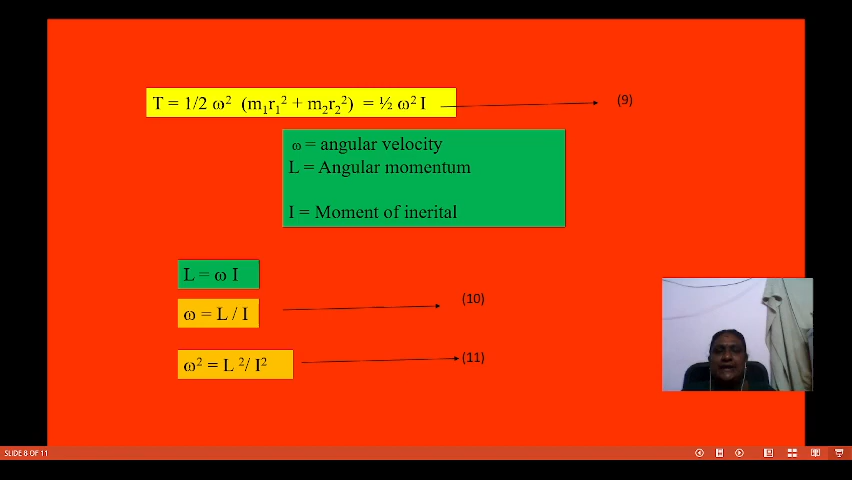 T = 1/2 ω² (m₁r₁² + m₂r₂²) = ½ ω² I
(9)
ω = angular velocity
L = Angular momentum
I = Moment of inerital
L = ω I
ω = L / I
(10)
ω² = L ²/ I²
(11)
SLIDE 8 OF 11